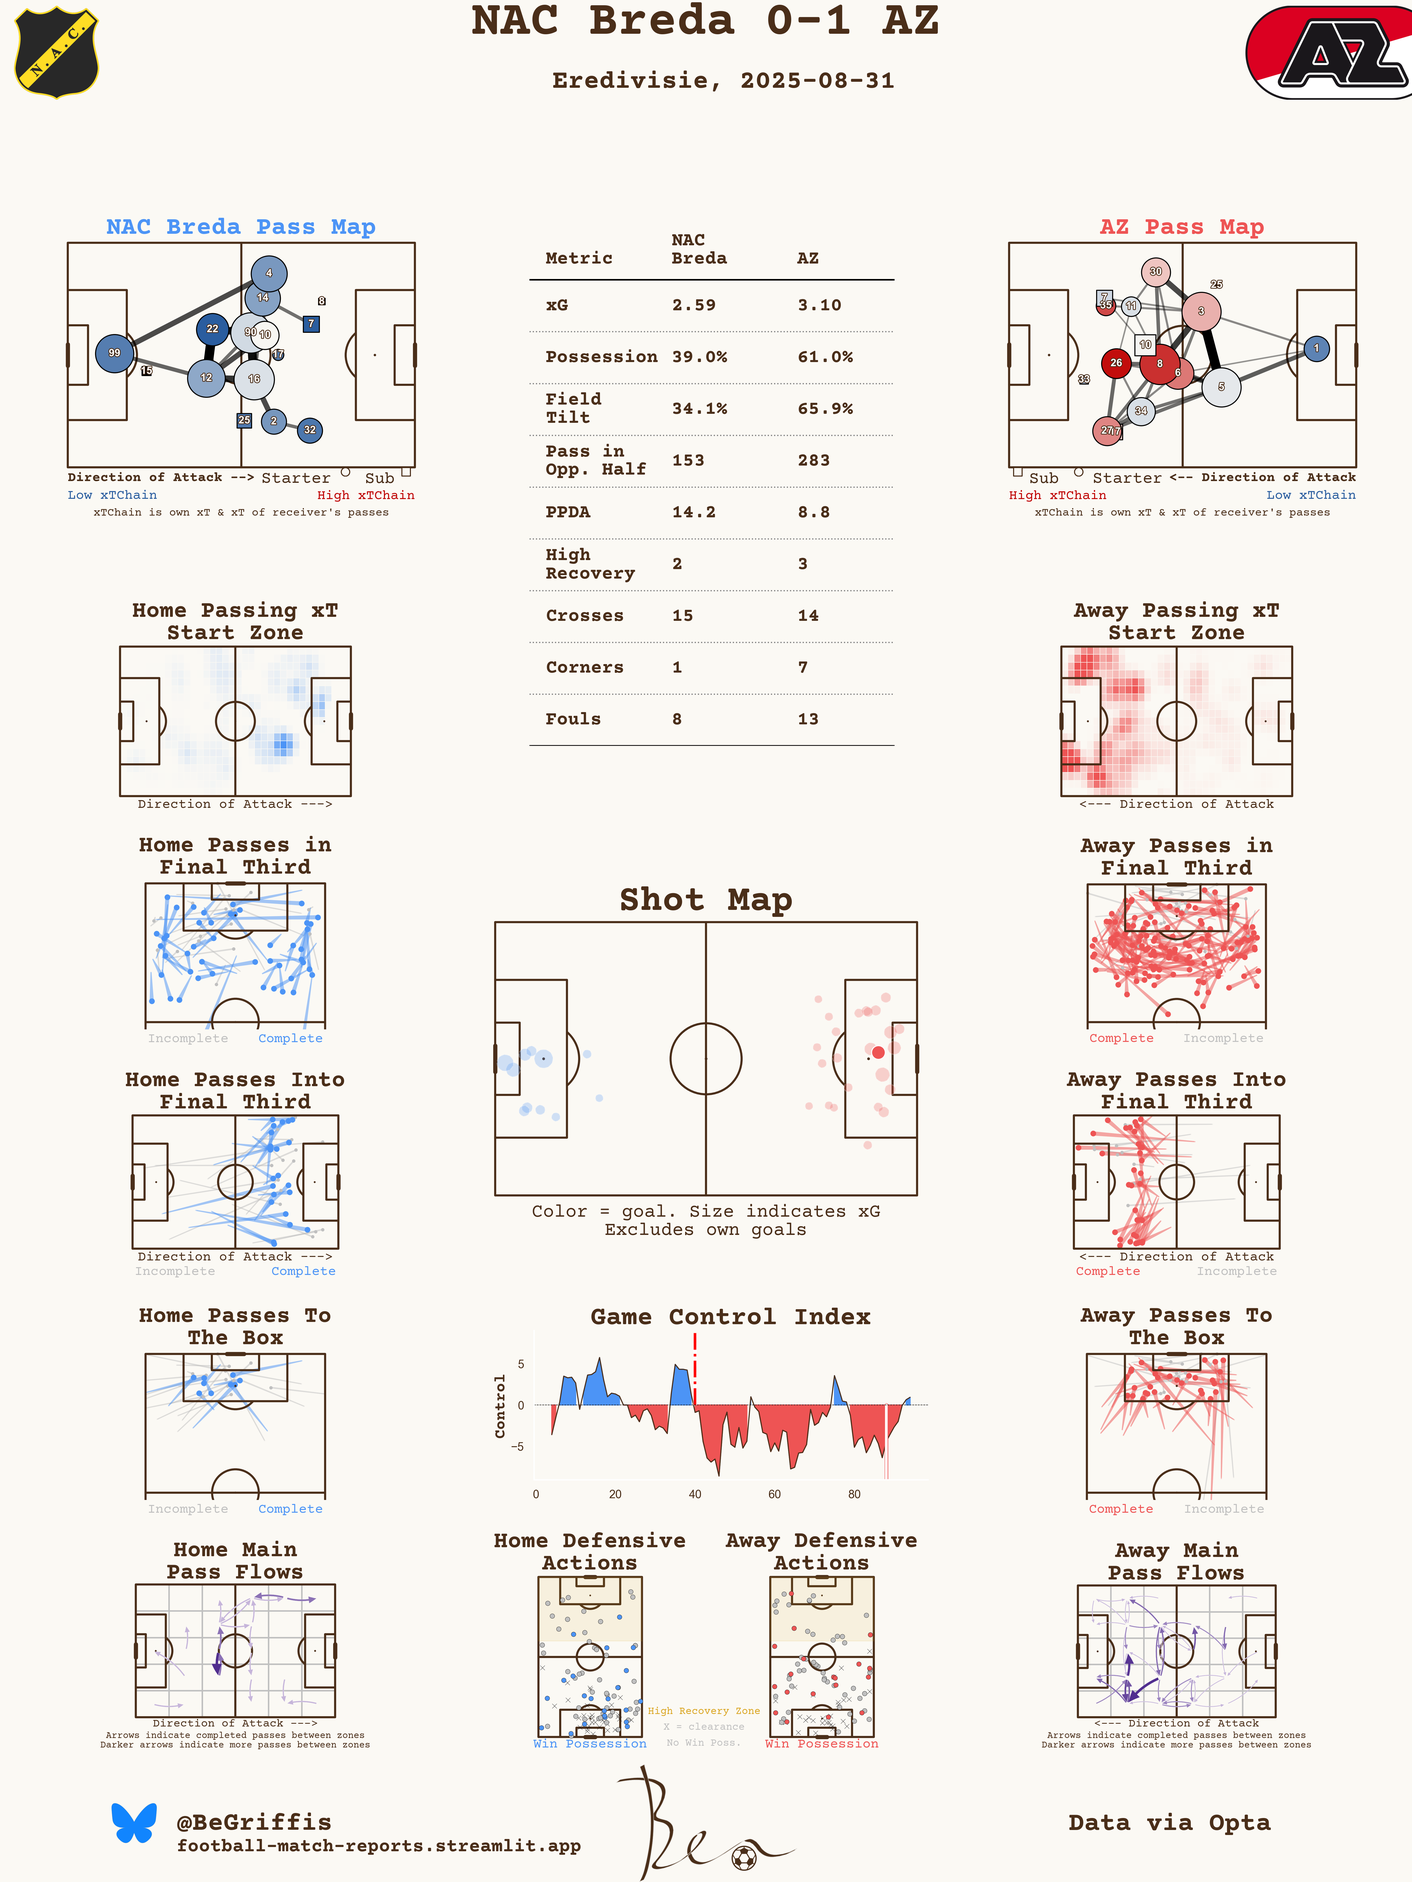 NAC Breda 0-1 AZ
Eredivisie, 2025-08-31
N.A.C.
AZ
NAC Breda Pass Map
4
14
8
7
22
90
10
17
99
15
12
16
25
2
32
Direction of Attack --> Starter Sub
Low xTChain High xTChain
xTChain is own xT & xT of receiver's passes
Metric NAC Breda AZ
xG 2.59 3.10
Possession 39.0% 61.0%
Field Tilt 34.1% 65.9%
Pass in Opp. Half 153 283
PPDA 14.2 8.8
High Recovery 2 3
Crosses 15 14
Corners 1 7
Fouls 8 13
AZ Pass Map
30
25
7
35
11
3
10
1
26
8
6
33
5
34
27
17
Sub Starter <-- Direction of Attack
High xTChain Low xTChain
xTChain is own xT & xT of receiver's passes
Home Passing xT
Start Zone
Direction of Attack --->
Away Passing xT
Start Zone
<--- Direction of Attack
Home Passes in
Final Third
Incomplete Complete
Away Passes in
Final Third
Complete Incomplete
Shot Map
Color = goal. Size indicates xG
Excludes own goals
Home Passes Into
Final Third
Direction of Attack --->
Incomplete Complete
Away Passes Into
Final Third
<--- Direction of Attack
Complete Incomplete
Home Passes To
The Box
Incomplete Complete
Game Control Index
Control
5
0
−5
0 20 40 60 80
Away Passes To
The Box
Complete Incomplete
Home Main
Pass Flows
Direction of Attack --->
Arrows indicate completed passes between zones
Darker arrows indicate more passes between zones
Home Defensive
Actions
Win Possession
High Recovery Zone
X = clearance
No Win Poss.
Away Defensive
Actions
Win Possession
Away Main
Pass Flows
<--- Direction of Attack
Arrows indicate completed passes between zones
Darker arrows indicate more passes between zones
@BeGriffis
football-match-reports.streamlit.app
Ben
Data via Opta